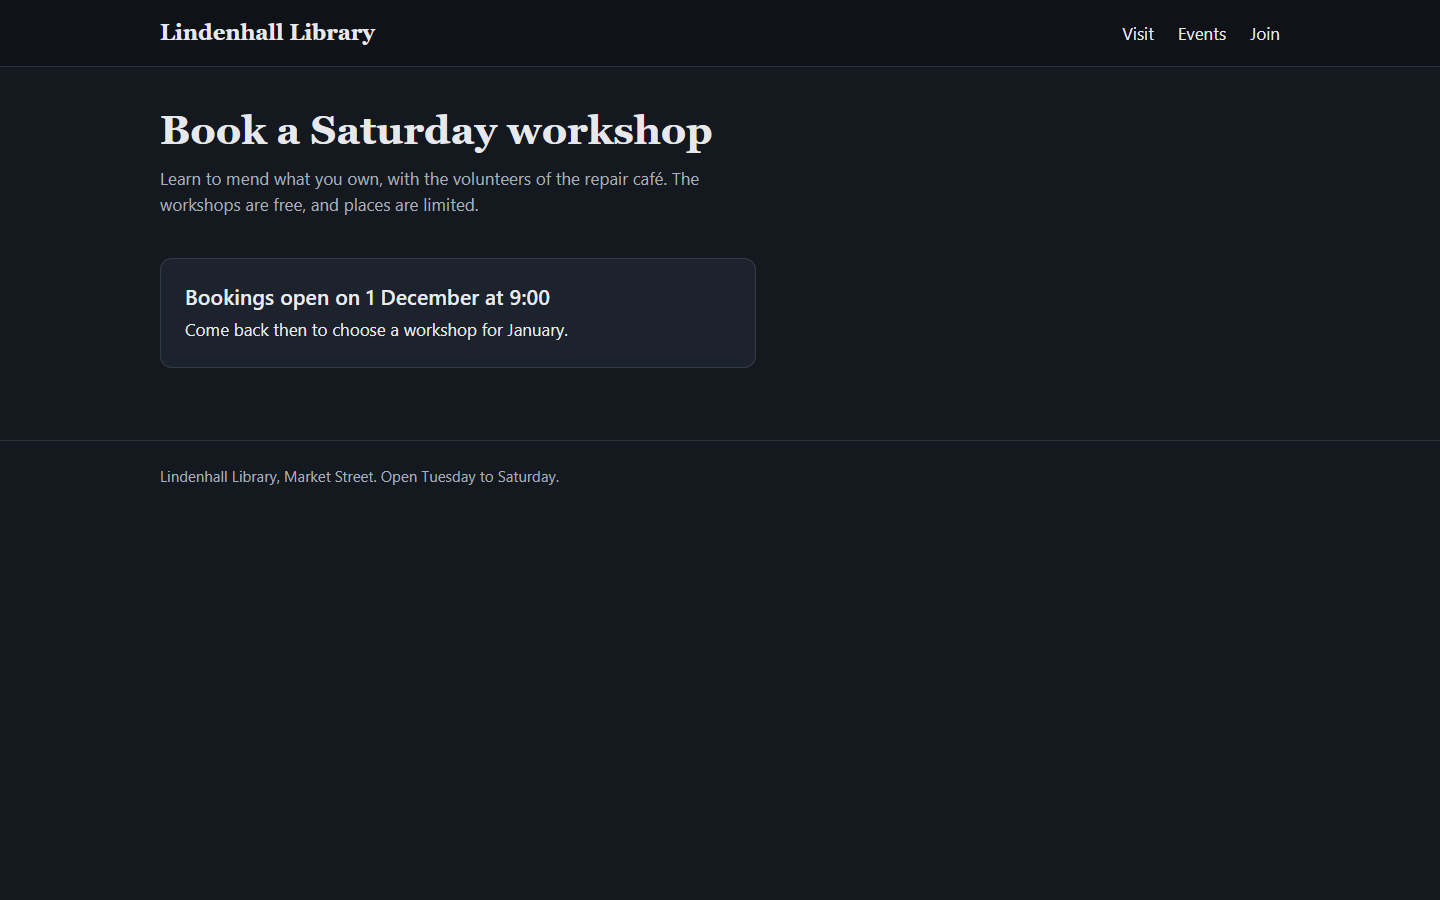 Lindenhall Library
Visit Events Join
Book a Saturday workshop
Learn to mend what you own, with the volunteers of the repair café. The
workshops are free, and places are limited.
Bookings open on 1 December at 9:00
Come back then to choose a workshop for January.
Lindenhall Library, Market Street. Open Tuesday to Saturday.